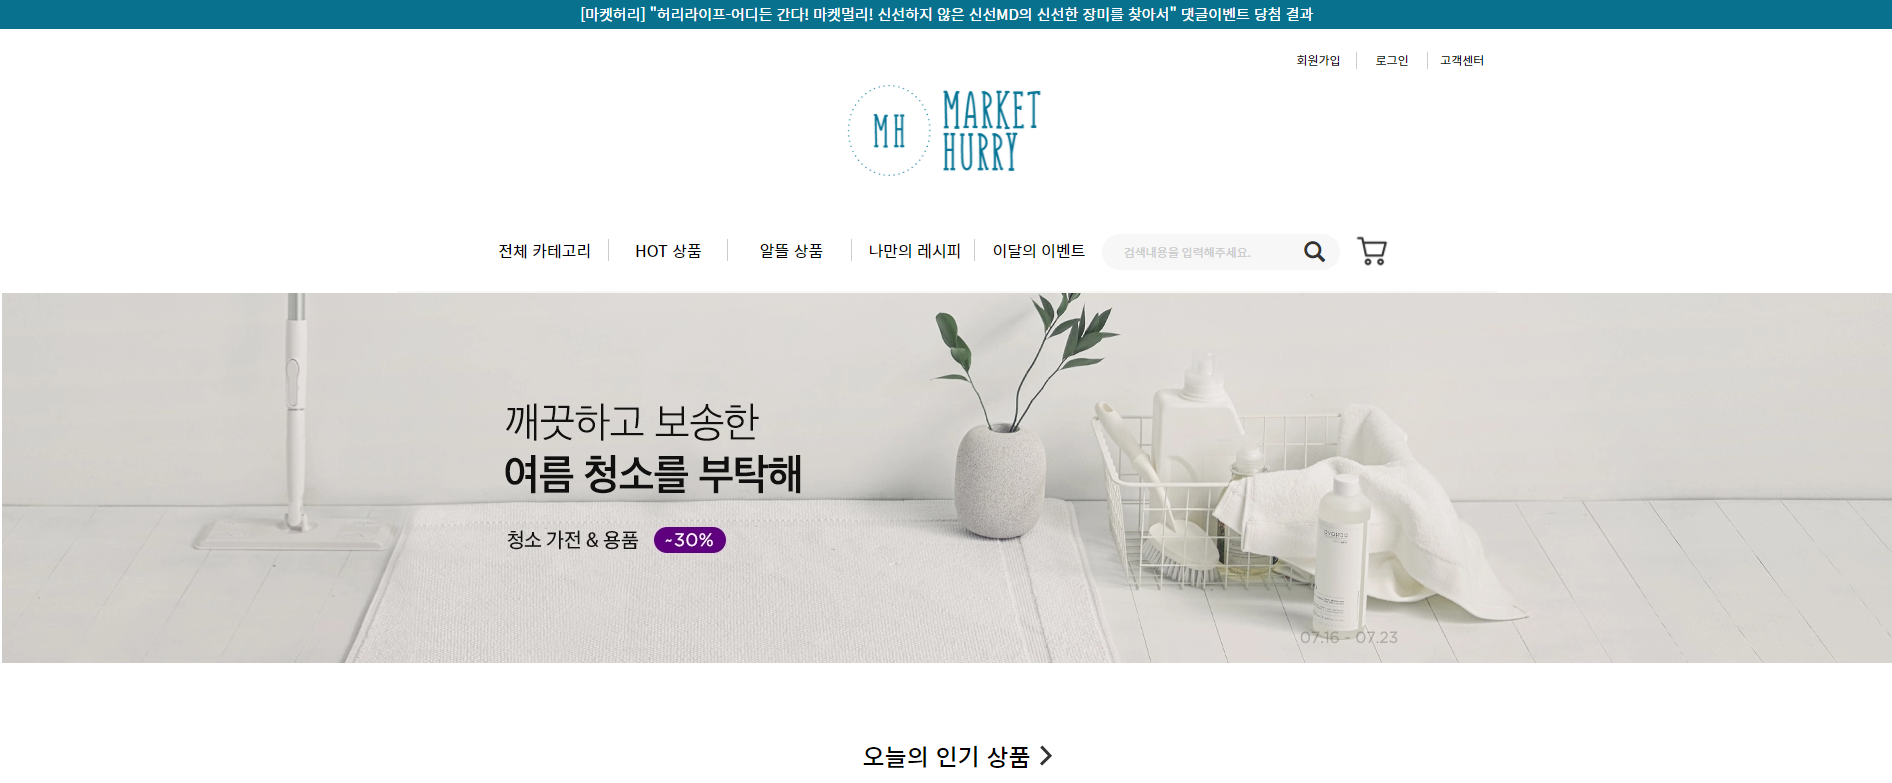 [마켓허리] "허리라이프-어디든 간다! 마켓멀리! 신선하지 않은 신선MD의 신선한 장미를 찾아서" 댓글이벤트 당첨 결과
회원가입 로그인 고객센터
MH
MARKET
HURRY
전체 카테고리 HOT 상품 알뜰 상품 나만의 레시피 이달의 이벤트 검색내용을 입력해주세요.
깨끗하고 보송한
여름 청소를 부탁해
청소 가전 & 용품 ~30%
07.16 - 07.23
오늘의 인기 상품